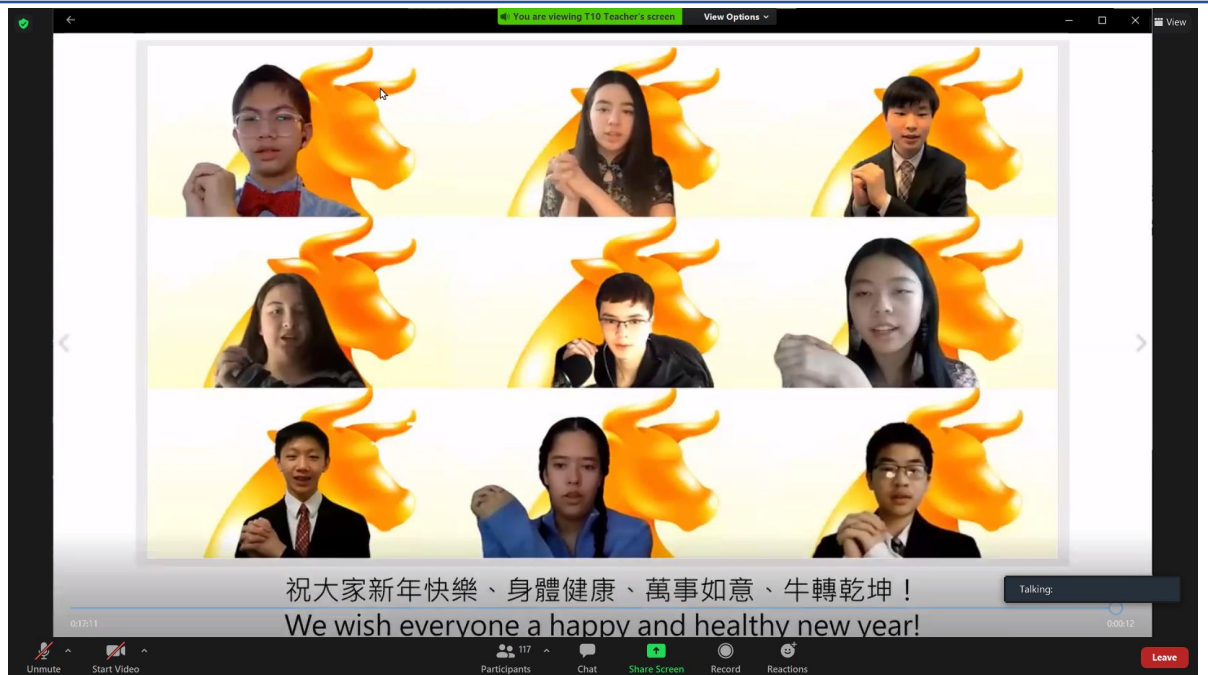 You are viewing T10 Teacher's screen
View Options
View
祝大家新年快樂、身體健康、萬事如意、牛轉乾坤！
We wish everyone a happy and healthy new year!
Talking:
0:17:11
0:00:12
Unmute
Start Video
117
Participants
Chat
Share Screen
Record
Reactions
Leave